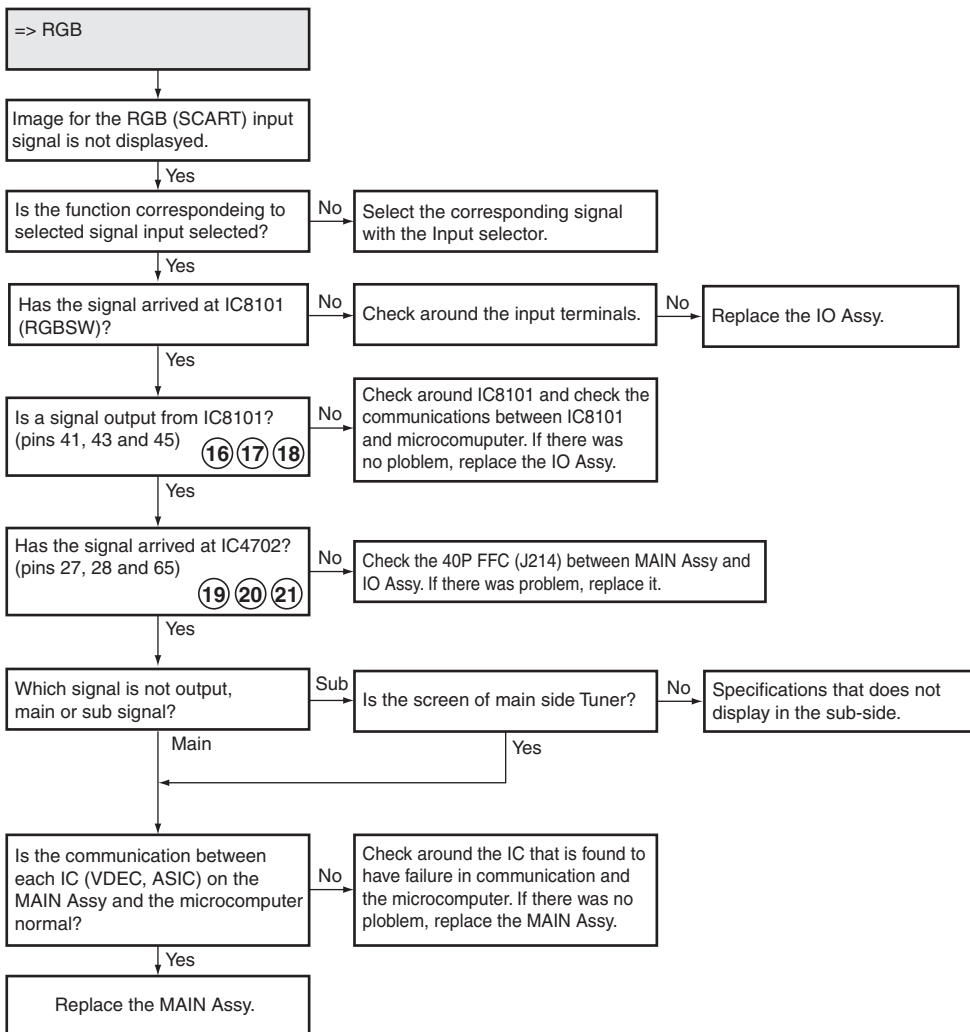 => RGB
Image for the RGB (SCART) input
signal is not displasyed.
Yes
Is the function correspondeing to
selected signal input selected?
No
Select the corresponding signal
with the Input selector.
Yes
Has the signal arrived at IC8101
(RGBSW)?
No
Check around the input terminals.
No
Replace the IO Assy.
Yes
Is a signal output from IC8101?
(pins 41, 43 and 45)
16 17 18
No
Check around IC8101 and check the
communications between IC8101
and microcomuputer. If there was
no ploblem, replace the IO Assy.
Yes
Has the signal arrived at IC4702?
(pins 27, 28 and 65)
19 20 21
No
Check the 40P FFC (J214) between MAIN Assy and
IO Assy. If there was problem, replace it.
Yes
Which signal is not output,
main or sub signal?
Sub
Is the screen of main side Tuner?
No
Specifications that does not
display in the sub-side.
Main
Yes
Is the communication between
each IC (VDEC, ASIC) on the
MAIN Assy and the microcomputer
normal?
No
Check around the IC that is found to
have failure in communication and
the microcomputer. If there was no
ploblem, replace the MAIN Assy.
Yes
Replace the MAIN Assy.